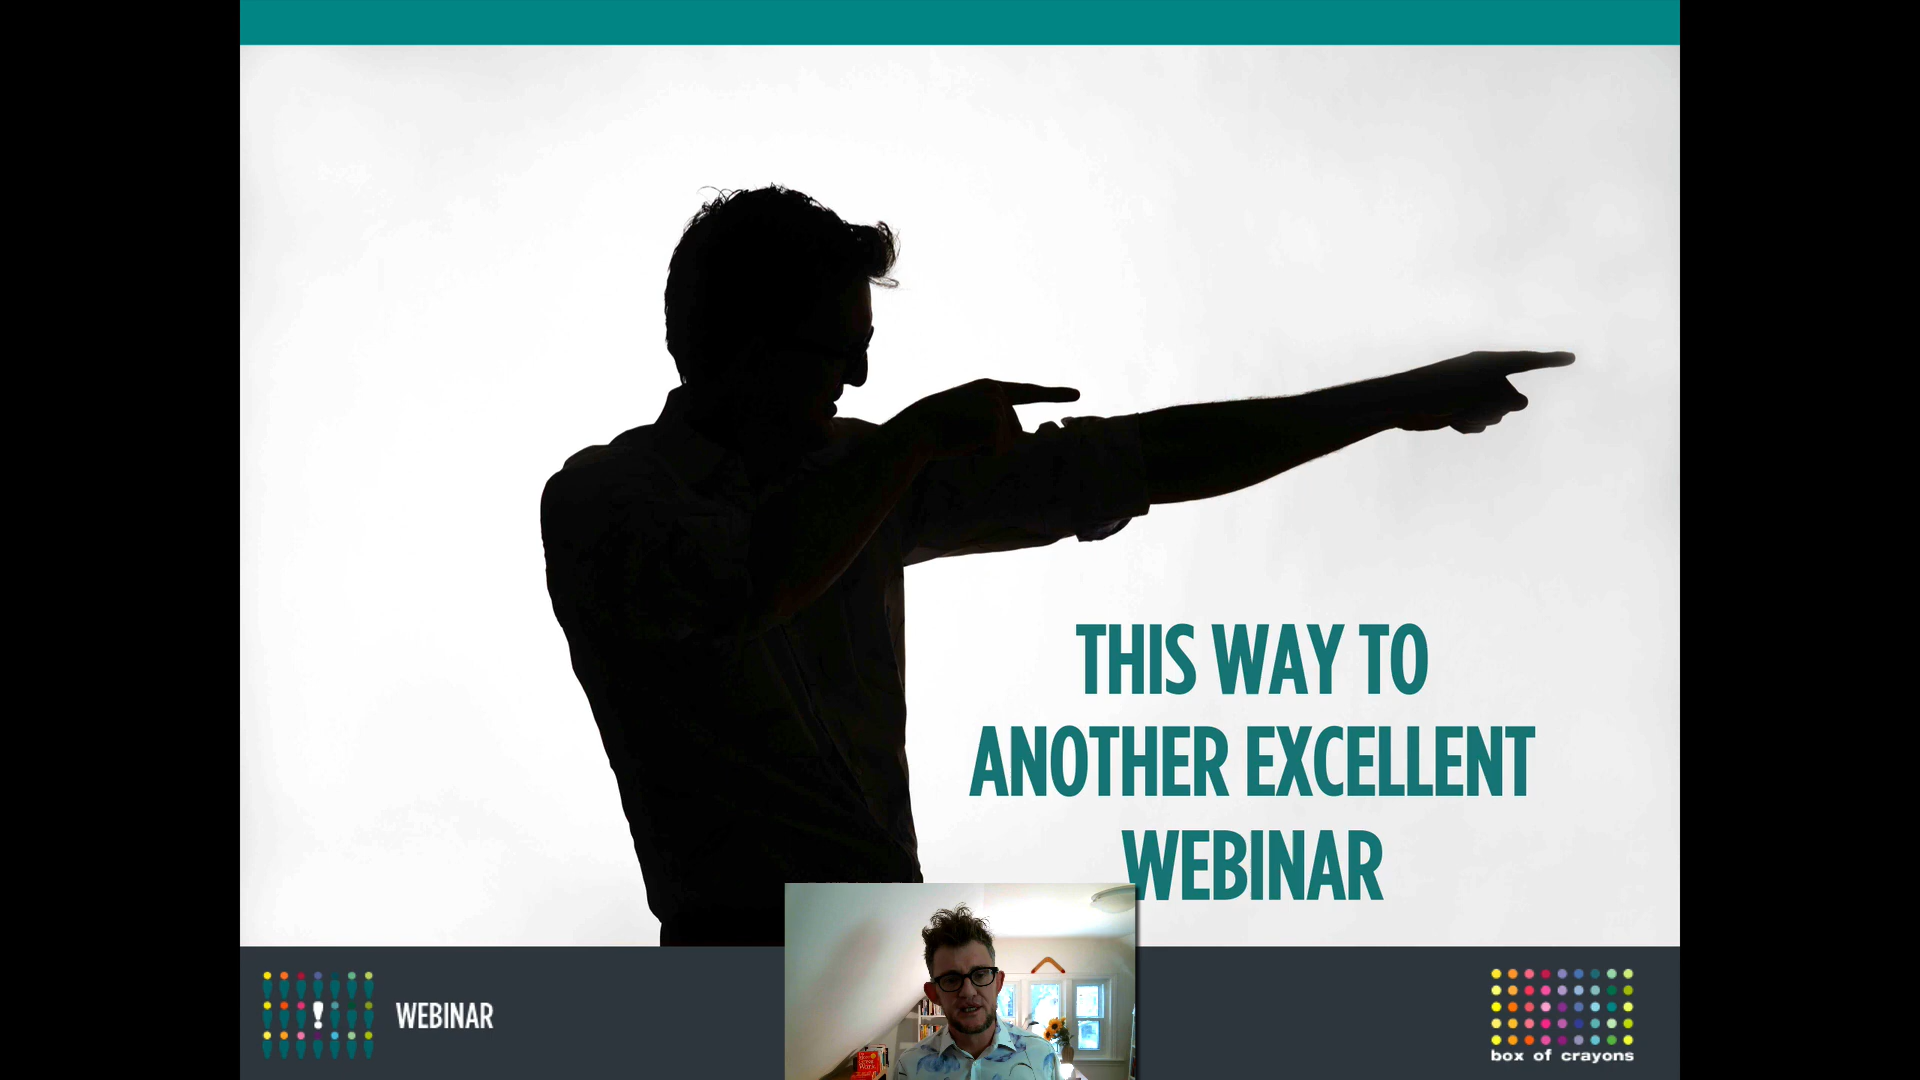 THIS WAY TO
ANOTHER EXCELLENT
WEBINAR
WEBINAR
box of crayons